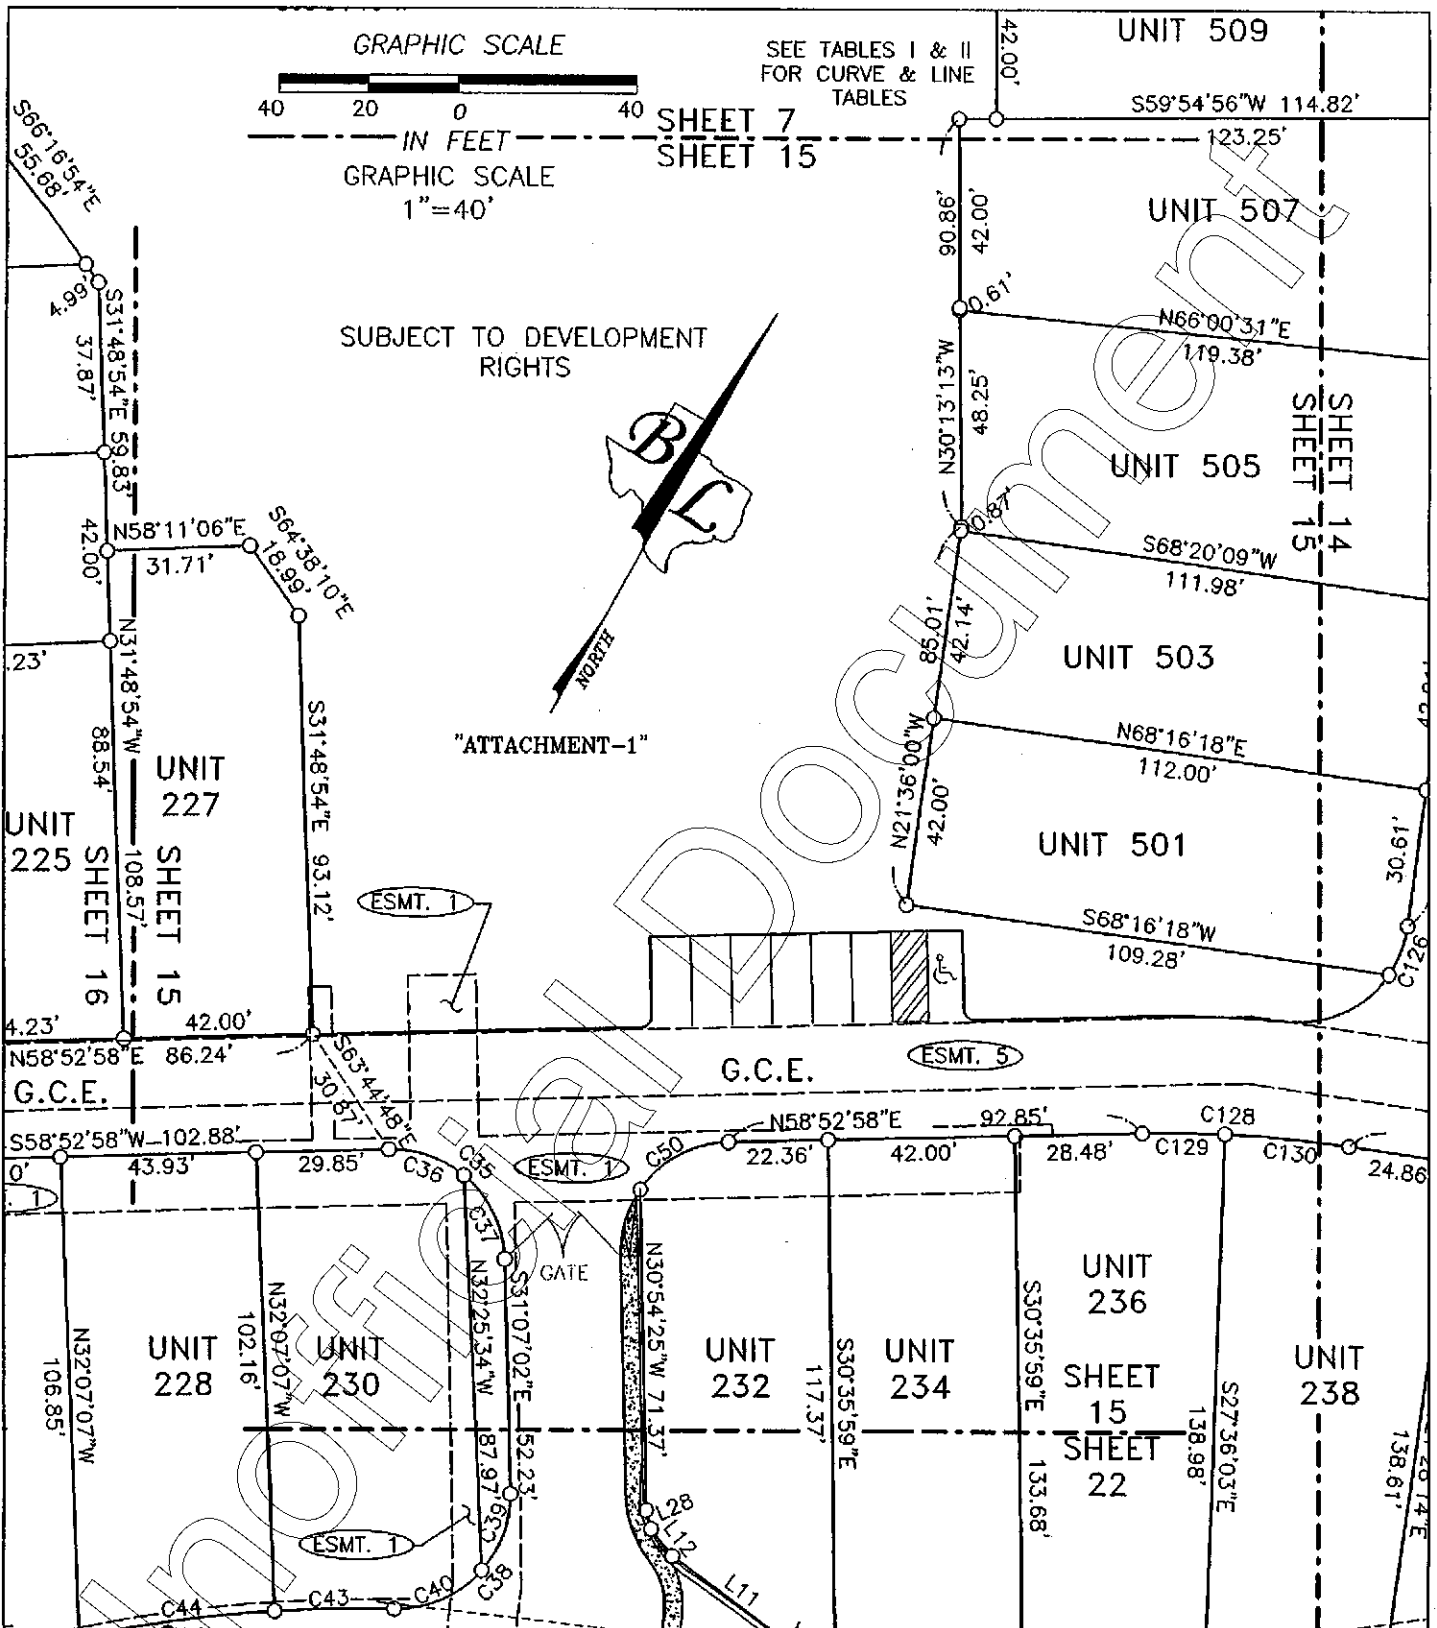 GRAPHIC SCALE
40 20 0 40
IN FEET
GRAPHIC SCALE
1"=40'
SEE TABLES I & II
FOR CURVE & LINE
TABLES
SHEET 7
SHEET 15
42.00'
UNIT 509
S59°54'56"W 114.82'
123.25'
UNIT 507
90.86'
42.00'
0.61'
N66°00'31"E
119.38'
N30°13'13"W
48.25'
SHEET 14
SHEET 15
UNIT 505
0.87'
S68°20'09"W
111.98'
85.01'
42.14'
UNIT 503
N68°16'18"E
112.00'
N21°36'00"W
42.00'
UNIT 501
30.61'
S68°16'18"W
109.28'
C126
S66°16'54"E
55.68'
4.99'
S31°48'54"E 59.83'
37.87'
SUBJECT TO DEVELOPMENT
RIGHTS
B
L
NORTH
"ATTACHMENT-1"
42.00'
N58°11'06"E
31.71'
S64°38'10"E
18.99'
.23'
N31°48'54"W
88.54'
108.57'
S31°48'54"E 93.12'
UNIT
227
UNIT
225
SHEET 16
SHEET 15
ESMT. 1
4.23'
42.00'
N58°52'58"E 86.24'
G.C.E.
S63°44'48"E
30.87'
G.C.E.
ESMT. 5
S58°52'58"W 102.88'
0'
43.93'
29.85'
C36
C35
C37
ESMT. 1
C50
N58°52'58"E 92.85'
22.36'
42.00'
28.48'
C128
C129
C130
24.86
. 1
GATE
N32°07'07"W
106.85'
UNIT
228
N32°07'07"W
102.16'
UNIT
230
N32°25'34"W 87.97'
S31°07'02"E 52.23'
N30°54'25"W 71.37'
UNIT
232
S30°35'59"E
117.37'
UNIT
234
S30°35'59"E
133.68'
UNIT
236
SHEET
15
SHEET
22
S27°36'03"E
138.98'
UNIT
238
138.61'
ESMT. 1
C39
C38
C40
C43
C44
L28
L12
L11
Unofficial Document